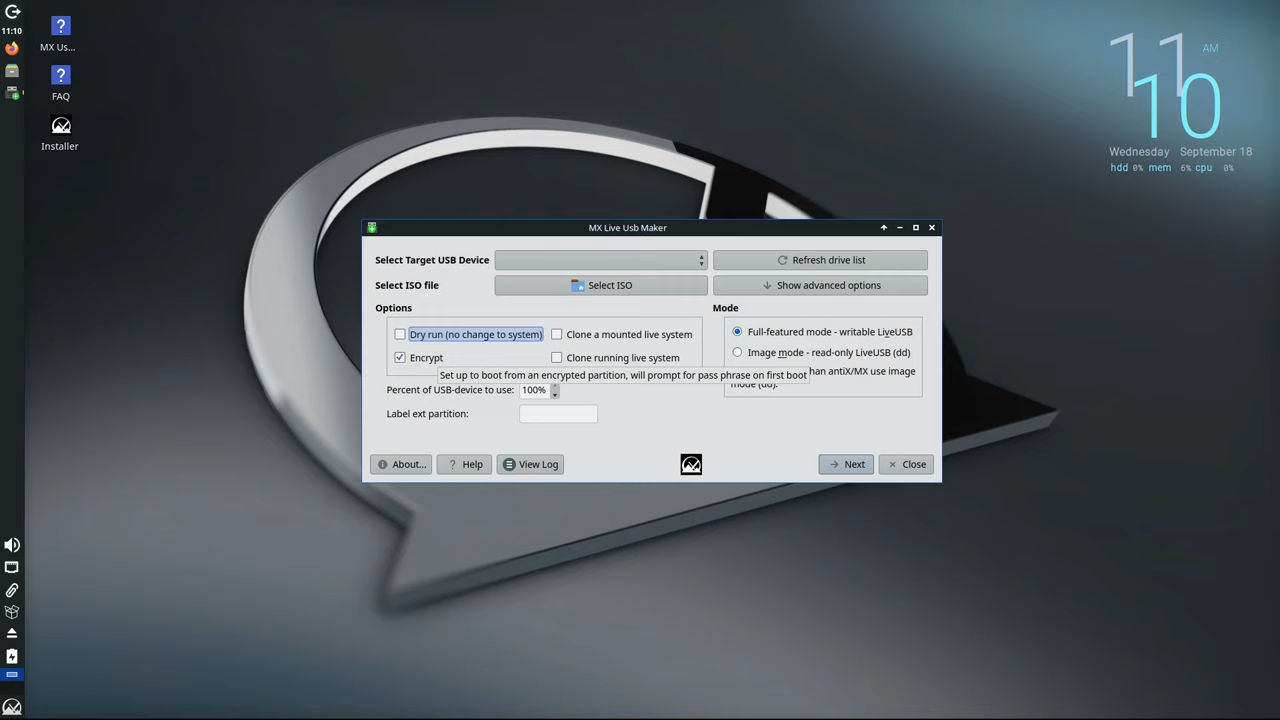 11:10
MX Us...
FAQ
Installer
11
AM
10
Wednesday September 18
hdd 0% mem 6% cpu 0%
MX Live Usb Maker
Select Target USB Device
Refresh drive list
Select ISO file
Select ISO
Show advanced options
Options
Mode
Dry run (no change to system)
Clone a mounted live system
Full-featured mode - writable LiveUSB
Encrypt
Clone running live system
Image mode - read-only LiveUSB (dd)
Set up to boot from an encrypted partition, will prompt for pass phrase on first boot
han antiX/MX use image
mode (dd).
Percent of USB-device to use:
100%
Label ext partition:
About...
Help
View Log
Next
Close